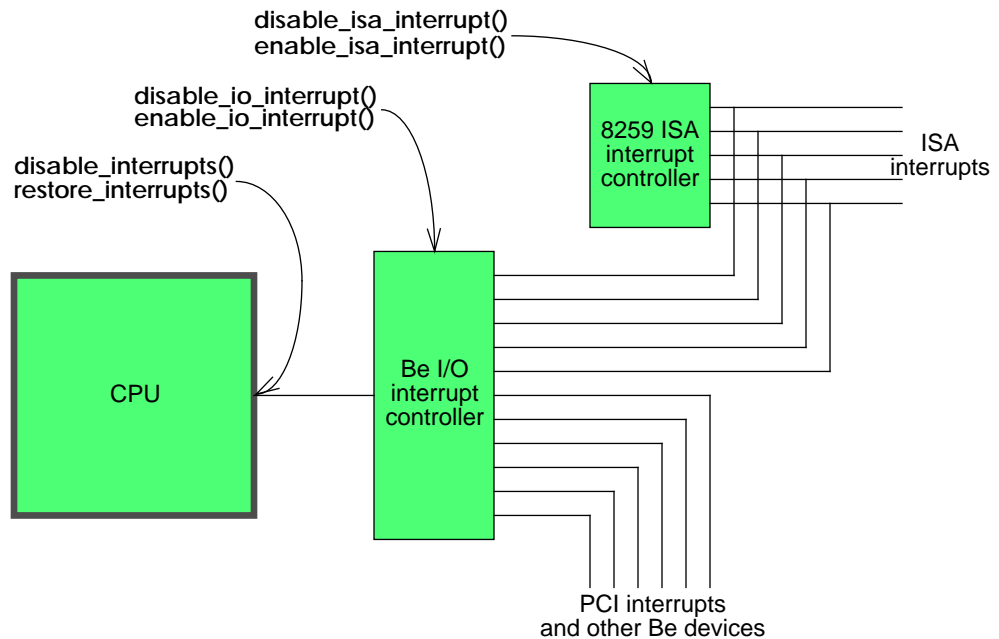 disable_isa_interrupt()
enable_isa_interrupt()
disable_io_interrupt()
enable_io_interrupt()
8259 ISA
interrupt
controller
ISA
interrupts
disable_interrupts()
restore_interrupts()
CPU
Be I/O
interrupt
controller
PCI interrupts
and other Be devices